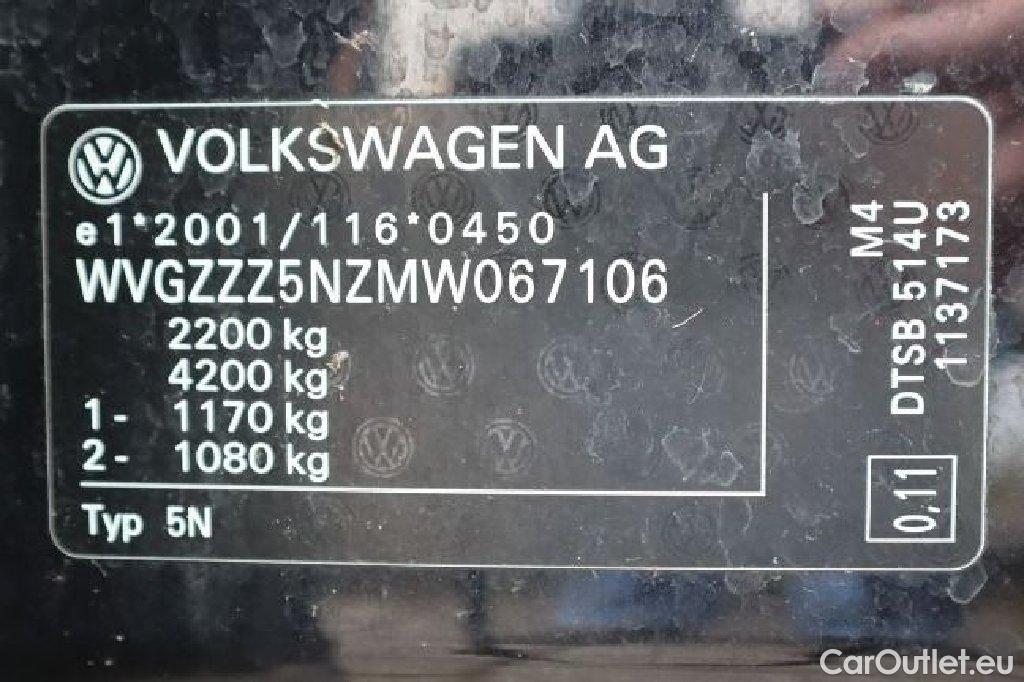 VOLKSWAGEN AG
e1*2001/116*0450
WVGZZZ5NZMW067106
2200 kg
4200 kg
1- 1170 kg
2- 1080 kg
Typ 5N
M4
DTSB 5514U
1137173
0,11
CarOutlet.eu